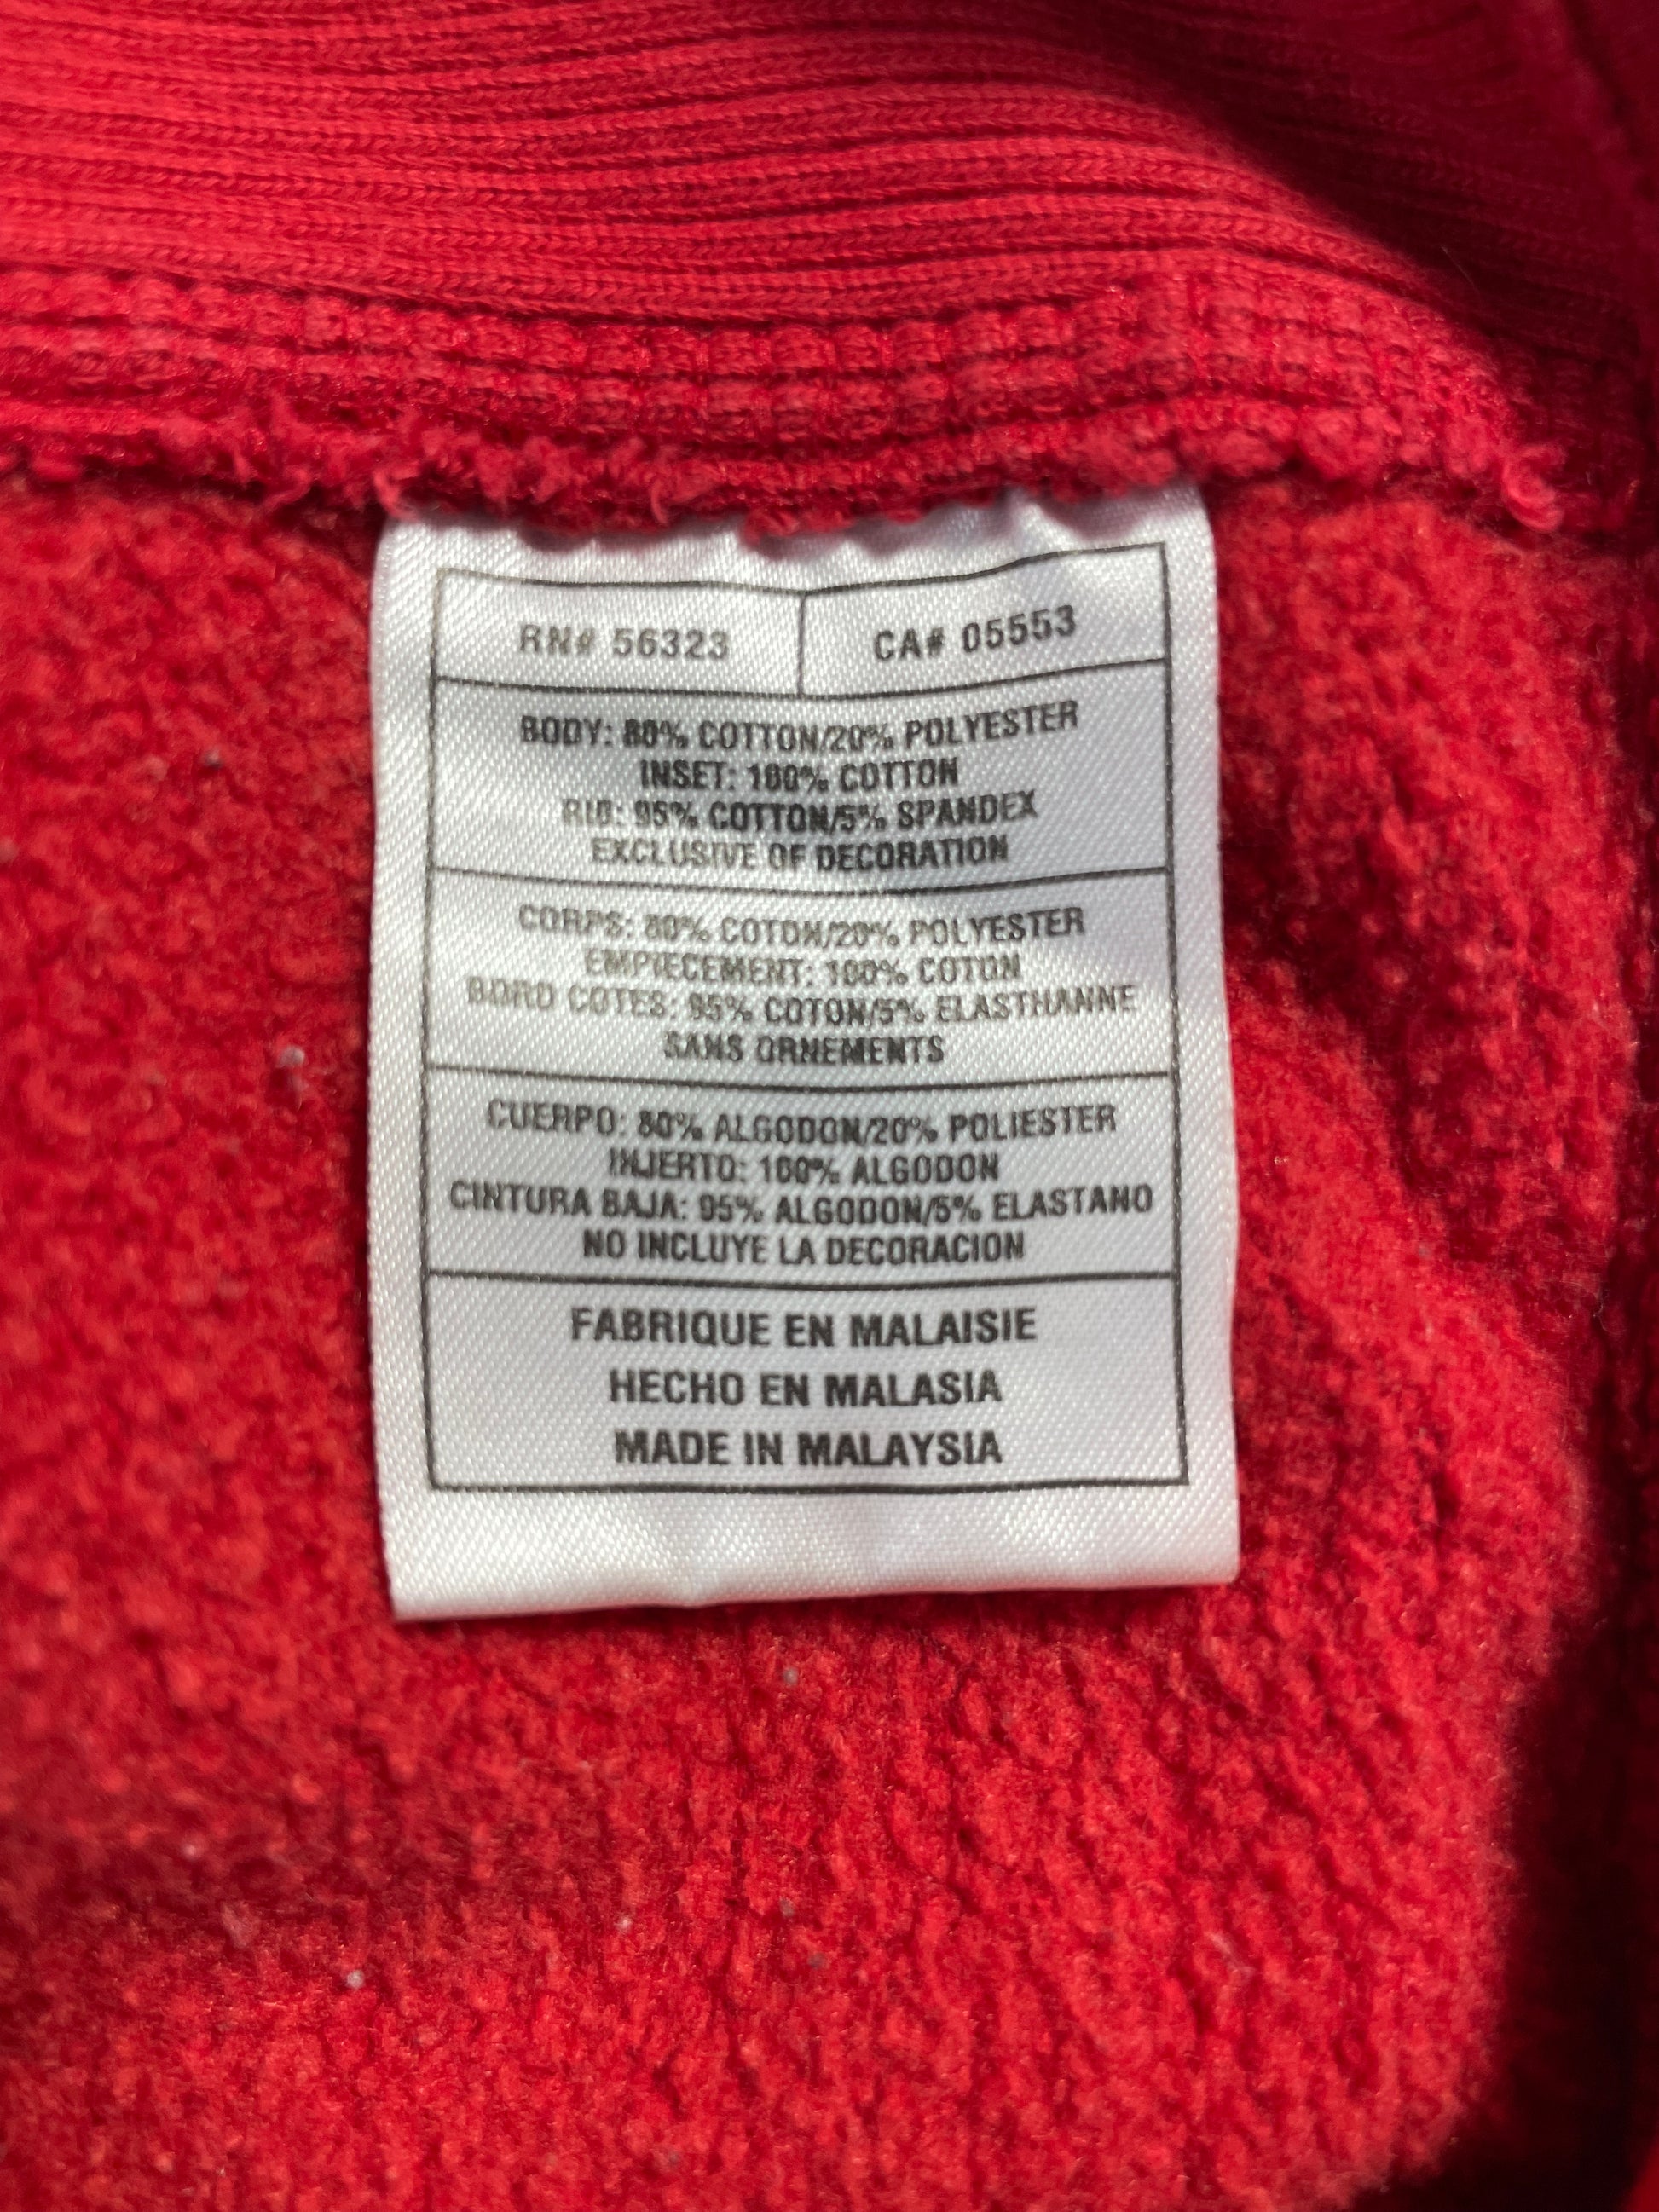 RN# 56323
CA# 05553
BODY: 80% COTTON/20% POLYESTER
INSET: 100% COTTON
RIB: 95% COTTON/5% SPANDEX
EXCLUSIVE OF DECORATION
CORPS: 80% COTON/20% POLYESTER
EMPIECEMENT: 100% COTON
BORD COTES: 95% COTON/5% ELASTHANNE
SANS ORNEMENTS
CUERPO: 80% ALGODON/20% POLIESTER
INJERTO: 100% ALGODON
CINTURA BAJA: 95% ALGODON/5% ELASTANO
NO INCLUYE LA DECORACION
FABRIQUE EN MALAISIE
HECHO EN MALASIA
MADE IN MALAYSIA